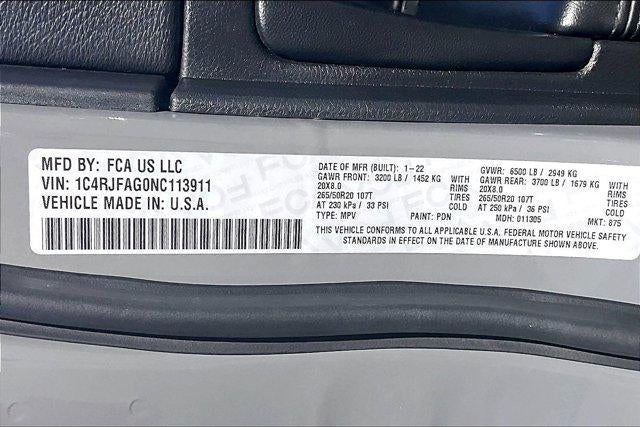 MFD BY: FCA US LLC
VIN: 1C4RJFAG0NC113911
VEHICLE MADE IN: U.S.A.
DATE OF MFR (BUILT): 1-22 GVWR: 6500 LB / 2949 KG
GAWR FRONT: 3200 LB / 1452 KG WITH GAWR REAR: 3700 LB / 1679 KG WITH
20X8.0 RIMS 20X8.0 RIMS
265/50R20 107T TIRES 265/50R20 107T TIRES
AT 230 kPa / 33 PSI COLD AT 250 kPa / 36 PSI COLD
TYPE: MPV PAINT: PDN MDH: 011305 MKT: 875
THIS VEHICLE CONFORMS TO ALL APPLICABLE U.S.A. FEDERAL MOTOR VEHICLE SAFETY
STANDARDS IN EFFECT ON THE DATE OF MANUFACTURE SHOWN ABOVE.